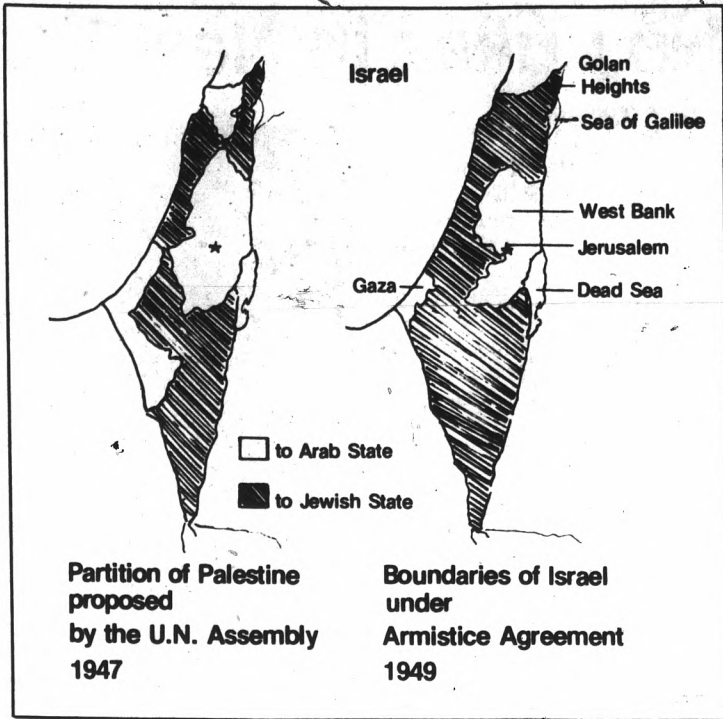 Israel
Golan
Heights
Sea of Galilee
West Bank
Jerusalem
Gaza
Dead Sea
to Arab State
to Jewish State
Partition of Palestine
proposed
by the U.N. Assembly
1947
Boundaries of Israel
under
Armistice Agreement
1949